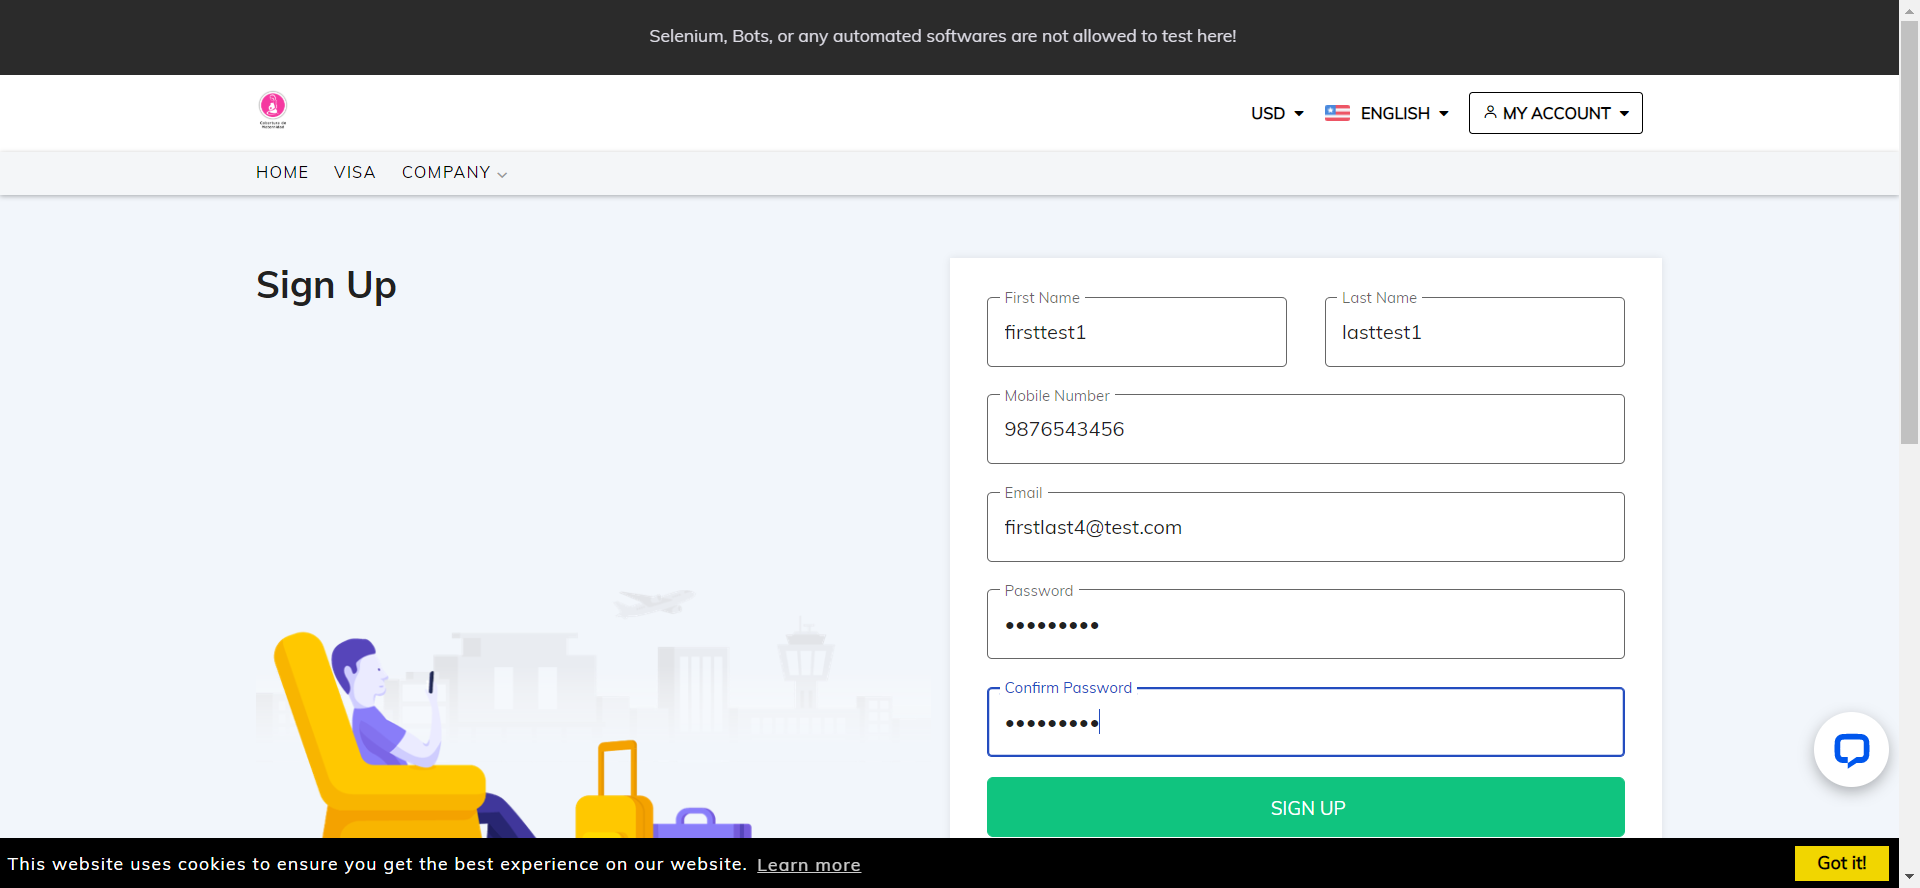 Selenium, Bots, or any automated softwares are not allowed to test here!
USD
ENGLISH
MY ACCOUNT
HOME
VISA
COMPANY
Sign Up
First Name
firsttest1
Last Name
lasttest1
Mobile Number
9876543456
Email
firstlast4@test.com
Password
•••••••••
Confirm Password
•••••••••
SIGN UP
This website uses cookies to ensure you get the best experience on our website. Learn more
Got it!